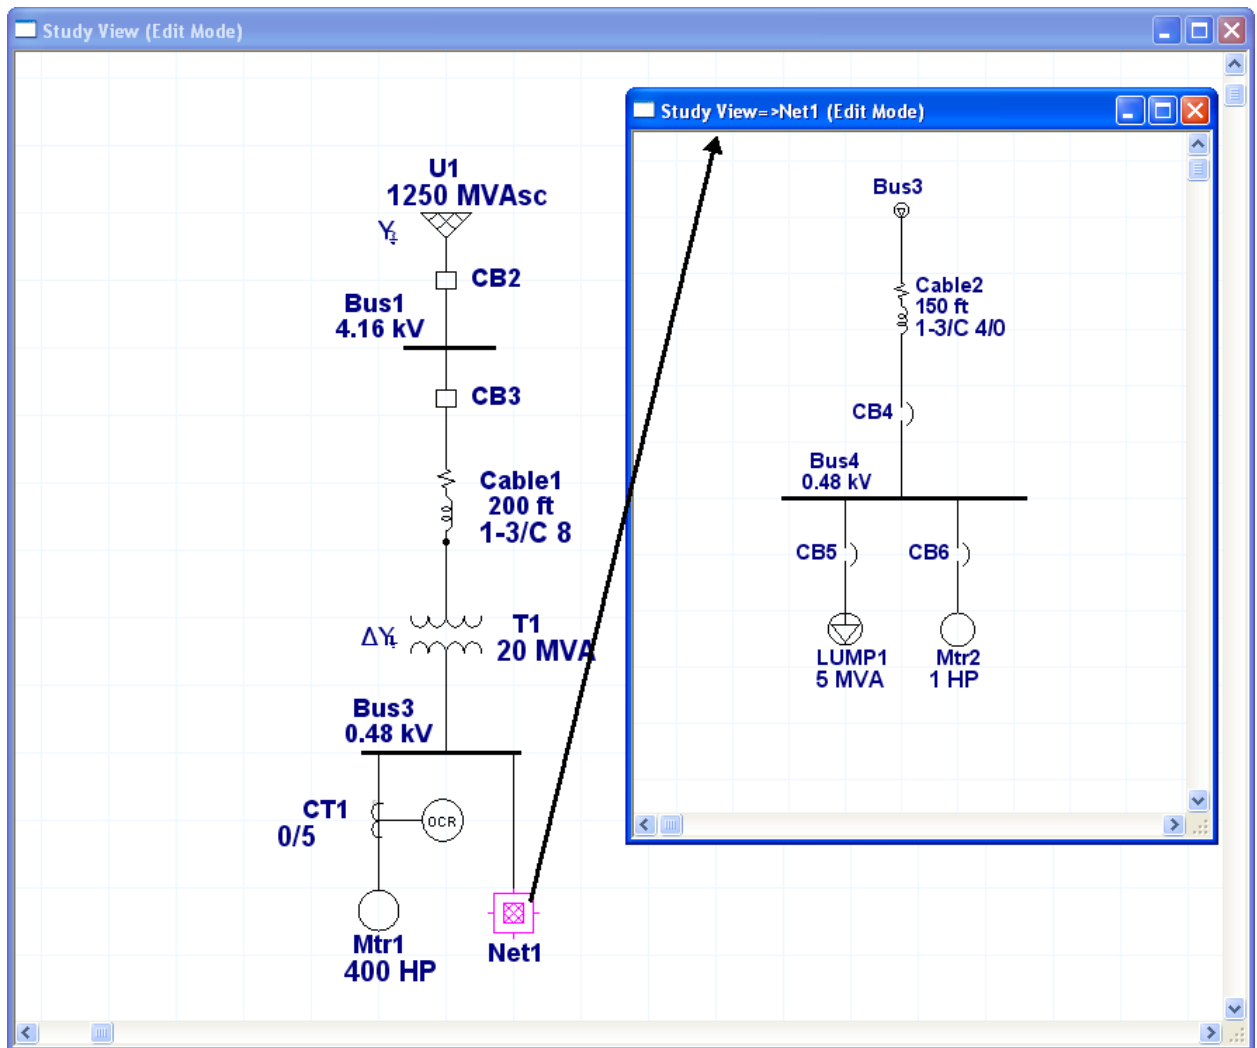 Study View (Edit Mode)
U1
1250 MVAsc
CB2
Bus1
4.16 kV
CB3
Cable1
200 ft
1-3/C 8
T1
20 MVA
Bus3
0.48 kV
CT1
0/5
OCR
Mtr1
400 HP
Net1
Study View=>Net1 (Edit Mode)
Bus3
Cable2
150 ft
1-3/C 4/0
CB4
Bus4
0.48 kV
CB5
CB6
LUMP1
5 MVA
Mtr2
1 HP